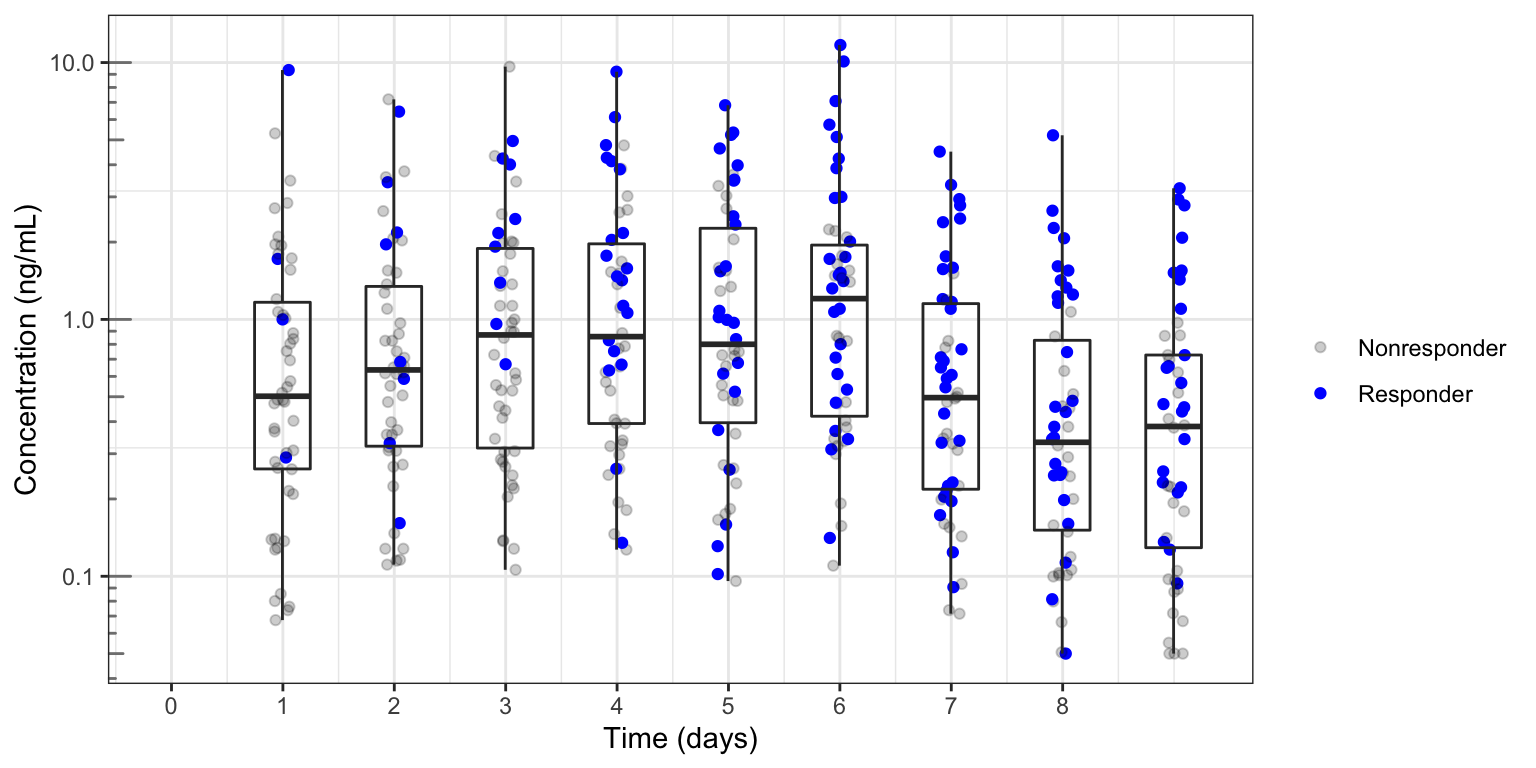 Concentration (ng/mL)
10.0
1.0
0.1
0 1 2 3 4 5 6 7 8
Time (days)
Nonresponder
Responder